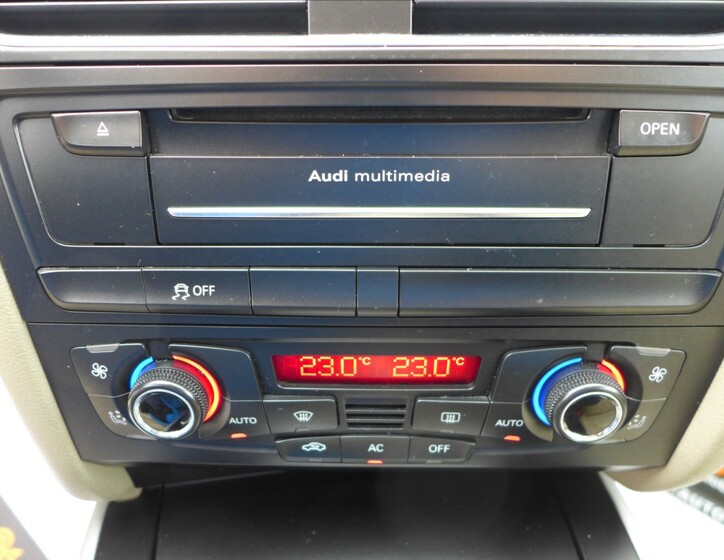 OPEN
Audi multimedia
OFF
23.0°C 23.0°C
AUTO AUTO
AC OFF